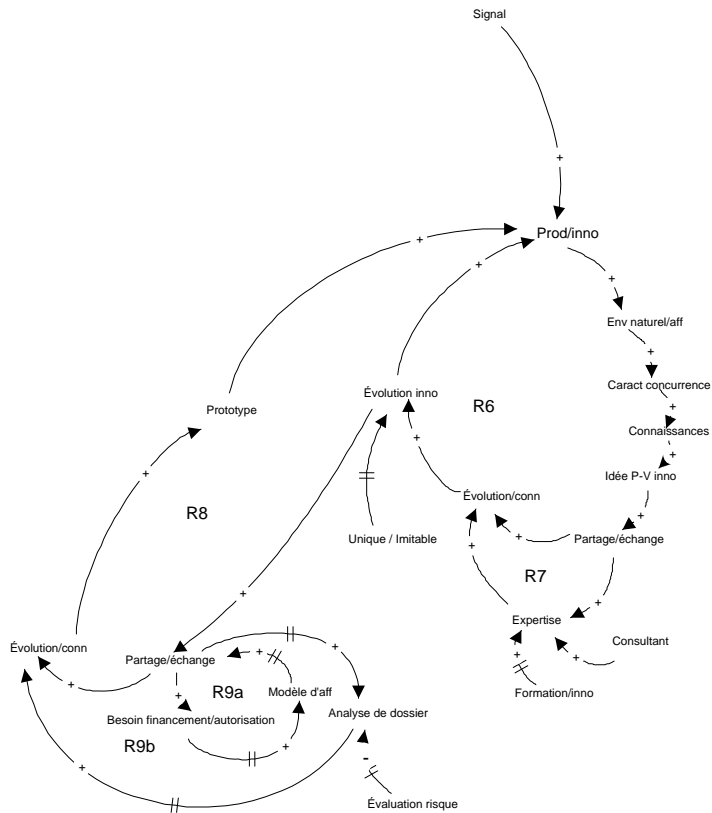 Signal
+
Prod/inno
+
+
+
Env naturel/aff
+
Caract concurrence
Évolution inno
+
Prototype
R6
Connaissances
+
+
+
Idée P-V inno
Évolution/conn
+
R8
Unique / Imitable
+
Partage/échange
+
R7
+
+
Expertise
Évolution/conn
Consultant
Partage/échange
+
+
+
+
+
+
R9a
Modèle d'aff
Formation/inno
Besoin financement/autorisation
Analyse de dossier
R9b
+
-
+
Évaluation risque